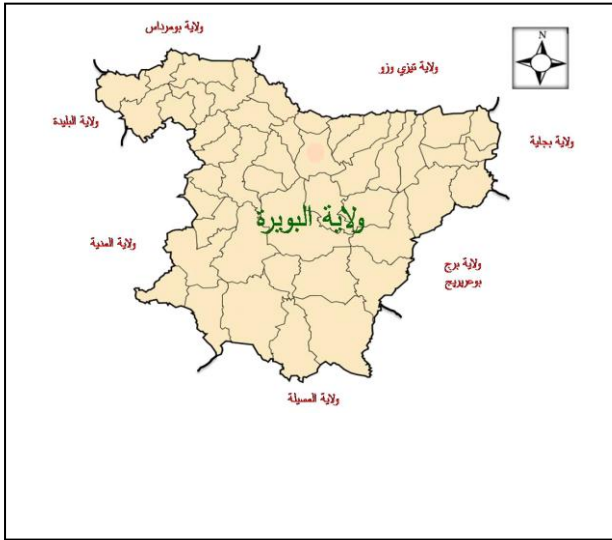 ولاية بومرداس
N
ولاية تيزي وزو
ولاية البليدة
ولاية بجاية
ولاية البويرة
ولاية المدية
ولاية برج
بوعريريج
ولاية المسيلة